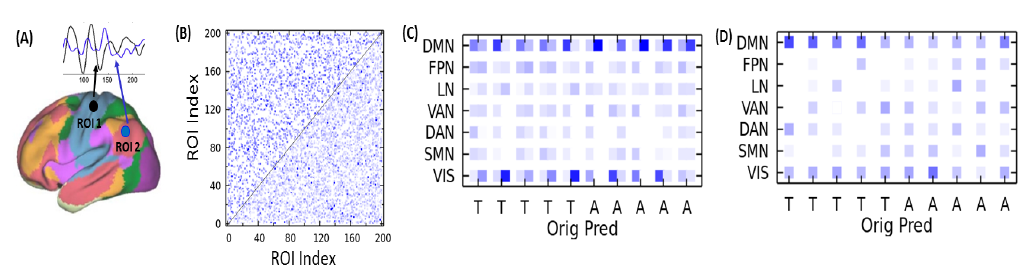 (A)
100 150 200
ROI 1
ROI 2
(B)
ROI Index
200
160
120
80
40
0
0 40 80 120 160 200
ROI Index
(C)
DMN
FPN
LN
VAN
DAN
SMN
VIS
T T T T T A A A A A
Orig Pred
(D)
DMN
FPN
LN
VAN
DAN
SMN
VIS
T T T T A A A A A A
Orig Pred